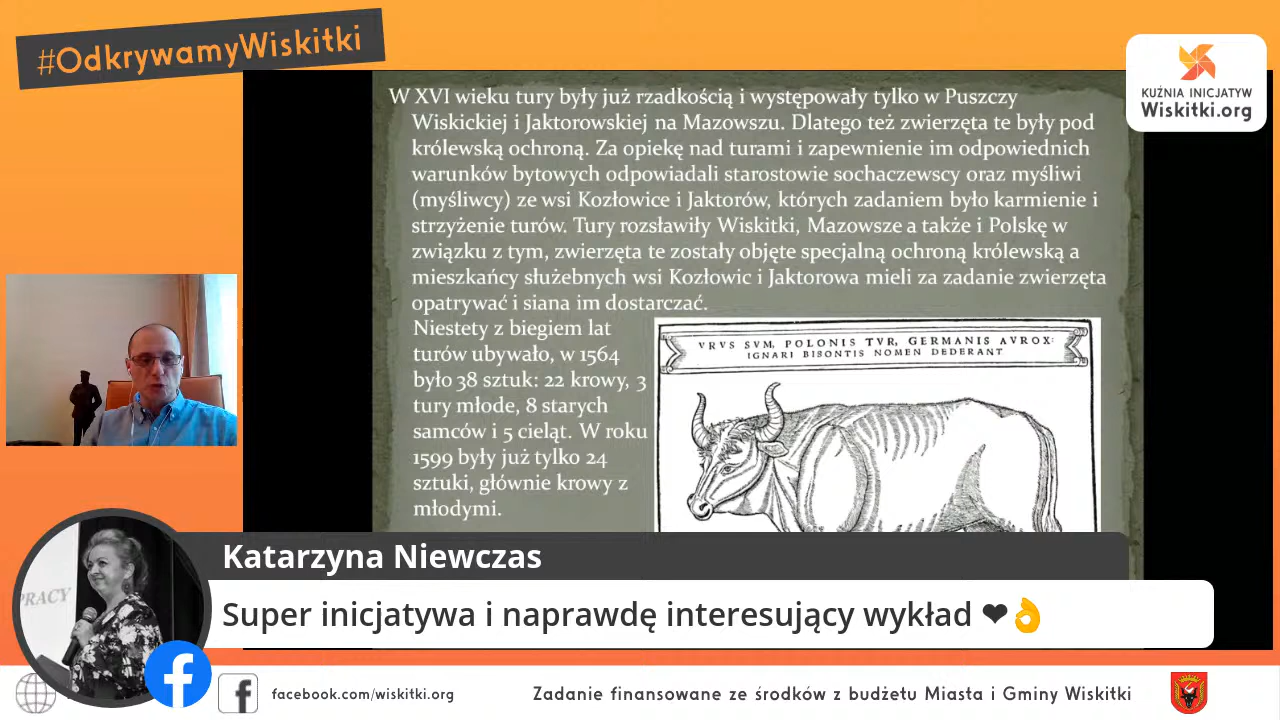 #OdkrywamyWiskitki
KUŹNIA INICJATYW
Wiskitki.org
W XVI wieku tury były już rzadkością i występowały tylko w Puszczy
Wiskickiej i Jaktorowskiej na Mazowszu. Dlatego też zwierzęta te były pod
królewską ochroną. Za opiekę nad turami i zapewnienie im odpowiednich
warunków bytowych odpowiadali starostowie sochaczewscy oraz myśliwi
(myśliwcy) ze wsi Kozłowice i Jaktorów, których zadaniem było karmienie i
strzyżenie turów. Tury rozsławiły Wiskitki, Mazowsze a także i Polskę w
związku z tym, zwierzęta te zostały objęte specjalną ochroną królewską a
mieszkańcy służebnych wsi Kozłowic i Jaktorowa mieli za zadanie zwierzęta
opatrywać i siana im dostarczać.
Niestety z biegiem lat
turów ubywało, w 1564
było 38 sztuk: 22 krowy, 3
tury młode, 8 starych
samców i 5 cieląt. W roku
1599 były już tylko 24
sztuki, głównie krowy z
młodymi.
VRVS SVM, POLONIS TVR, GERMANIS AVROX:
IGNARI BISONTIS NOMEN DEDERANT
PRACY
Katarzyna Niewczas
Super inicjatywa i naprawdę interesujący wykład ❤👌
facebook.com/wiskitki.org
Zadanie finansowane ze środków z budżetu Miasta i Gminy Wiskitki